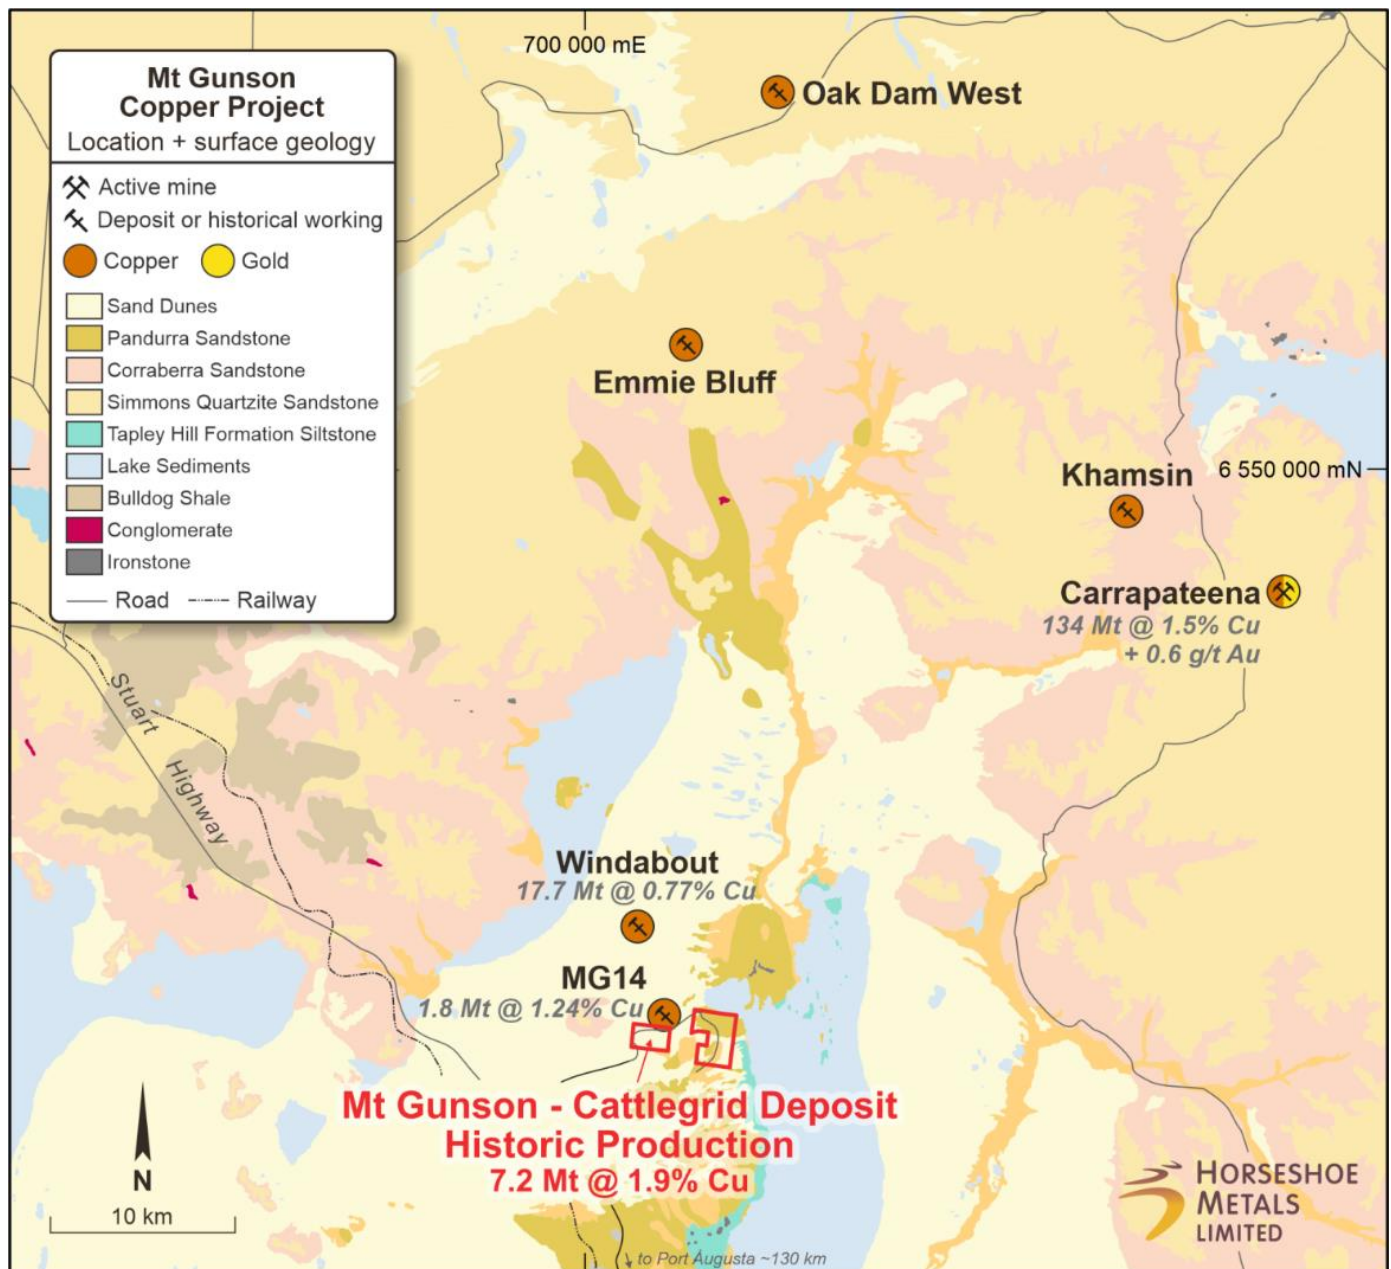 Mt Gunson
Copper Project
Location + surface geology
Active mine
Deposit or historical working
Copper
Gold
Sand Dunes
Pandurra Sandstone
Corraberra Sandstone
Simmons Quartzite Sandstone
Tapley Hill Formation Siltstone
Lake Sediments
Bulldog Shale
Conglomerate
Ironstone
Road
Railway
700 000 mE
Oak Dam West
Emmie Bluff
Khamsin
6 550 000 mN
Carrapateena
134 Mt @ 1.5% Cu
+ 0.6 g/t Au
Stuart
Highway
Windabout
17.7 Mt @ 0.77% Cu
MG14
1.8 Mt @ 1.24% Cu
Mt Gunson - Cattlegrid Deposit
Historic Production
7.2 Mt @ 1.9% Cu
N
10 km
to Port Augusta ~130 km
HORSESHOE
METALS
LIMITED